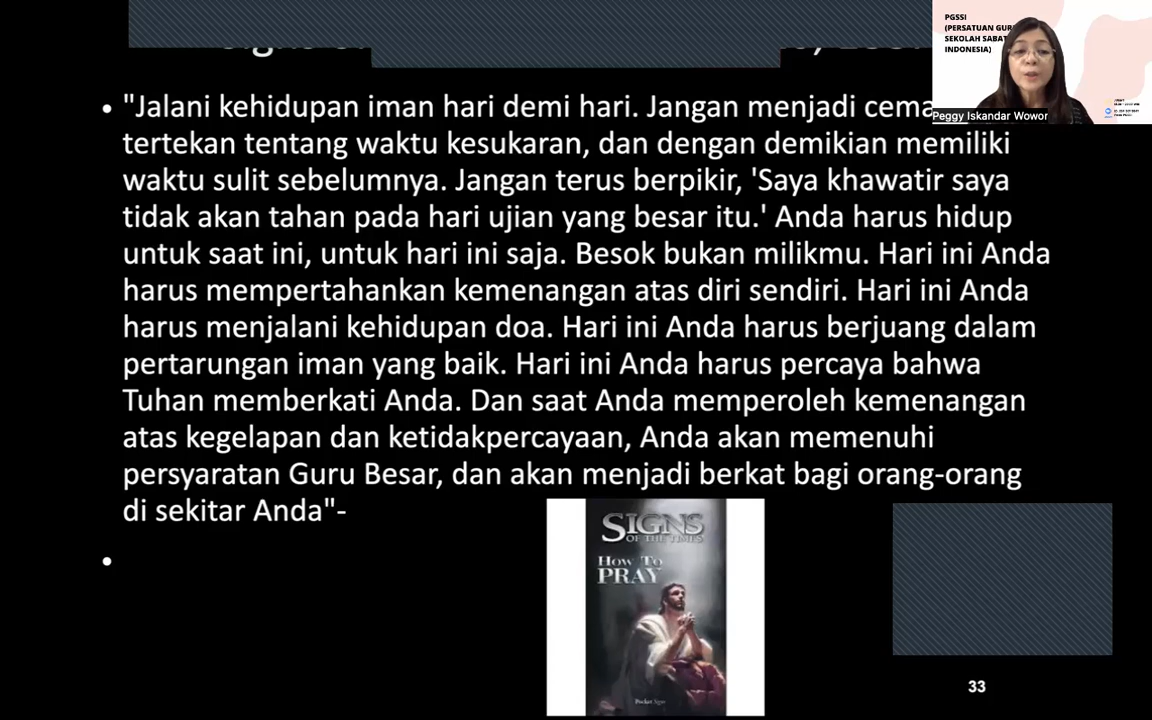 PGSSI
(PERSATUAN GURU
SEKOLAH SABAT
INDONESIA)
Peggy Iskandar Wowor
• "Jalani kehidupan iman hari demi hari. Jangan menjadi
tertekan tentang waktu kesukaran, dan dengan demikian memiliki
waktu sulit sebelumnya. Jangan terus berpikir, 'Saya khawatir saya
tidak akan tahan pada hari ujian yang besar itu.' Anda harus hidup
untuk saat ini, untuk hari ini saja. Besok bukan milikmu. Hari ini Anda
harus mempertahankan kemenangan atas diri sendiri. Hari ini Anda
harus menjalani kehidupan doa. Hari ini Anda harus berjuang dalam
pertarungan iman yang baik. Hari ini Anda harus percaya bahwa
Tuhan memberkati Anda. Dan saat Anda memperoleh kemenangan
atas kegelapan dan ketidakpercayaan, Anda akan memenuhi
persyaratan Guru Besar, dan akan menjadi berkat bagi orang-orang
di sekitar Anda"-
•
SIGNS
OF THE TIMES
HOW TO
PRAY
Pocket Signs
33